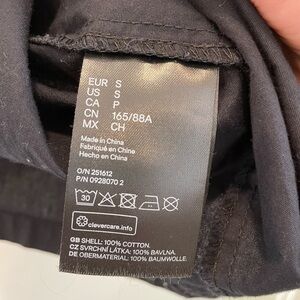 EUR S
US S
CA P
CN 165/88A
MX CH
Made in China
Fabriqué en Chine
Hecho en China
O/N 251612
P/N 0928070 2
30
clevercare.info
GB SHELL: 100% COTTON.
CZ SVRCHNÍ LÁTKA: 100% BAVLNA.
DE OBERMATERIAL: 100% BAUMWOLLE.